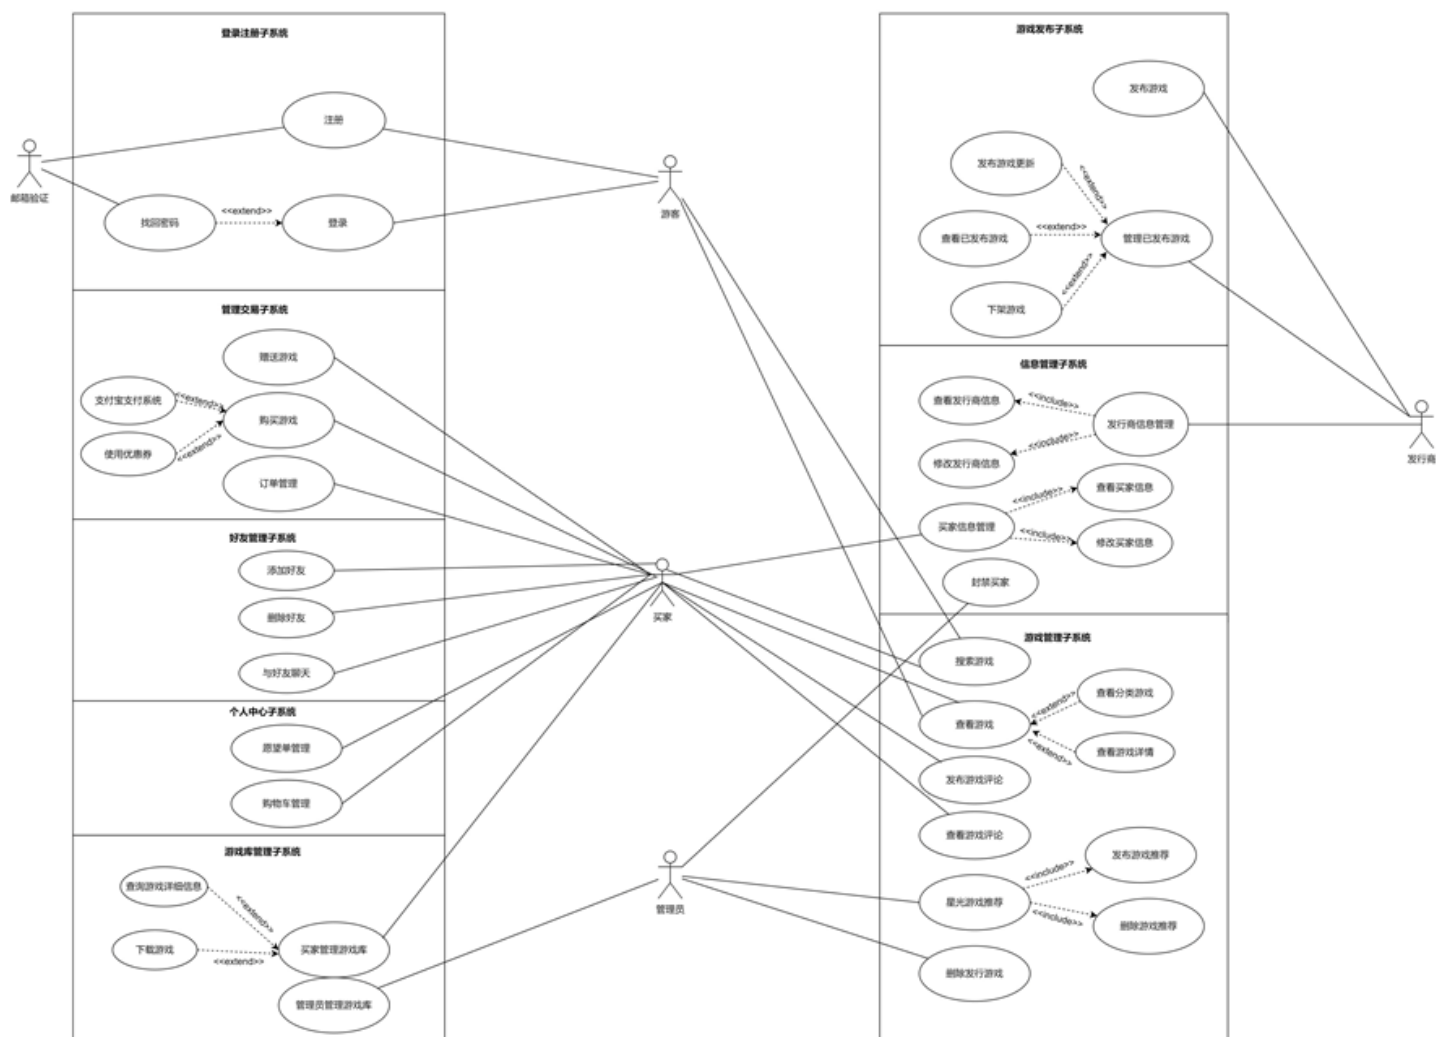 登录注册子系统
注册
邮箱验证
找回密码
<<extend>>
登录
游客
管理交易子系统
赠送游戏
支付宝支付系统
<<extend>>
购买游戏
使用优惠券
<<extend>>
订单管理
好友管理子系统
添加好友
删除好友
与好友聊天
买家
个人中心子系统
愿望单管理
购物车管理
游戏库管理子系统
查询游戏详细信息
<<extend>>
下载游戏
<<extend>>
买家管理游戏库
管理员管理游戏库
管理员
游戏发布子系统
发布游戏
发布游戏更新
<<extend>>
查看已发布游戏
<<extend>>
管理已发布游戏
<<extend>>
下架游戏
信息管理子系统
查看发行商信息
<<include>>
发行商信息管理
修改发行商信息
<<include>>
发行商
查看买家信息
<<include>>
买家信息管理
<<include>>
修改买家信息
封禁买家
游戏管理子系统
搜索游戏
查看分类游戏
<<extend>>
查看游戏
<<extend>>
查看游戏详情
发布游戏评论
查看游戏评论
发布游戏推荐
<<include>>
星光游戏推荐
<<include>>
删除游戏推荐
删除发行游戏